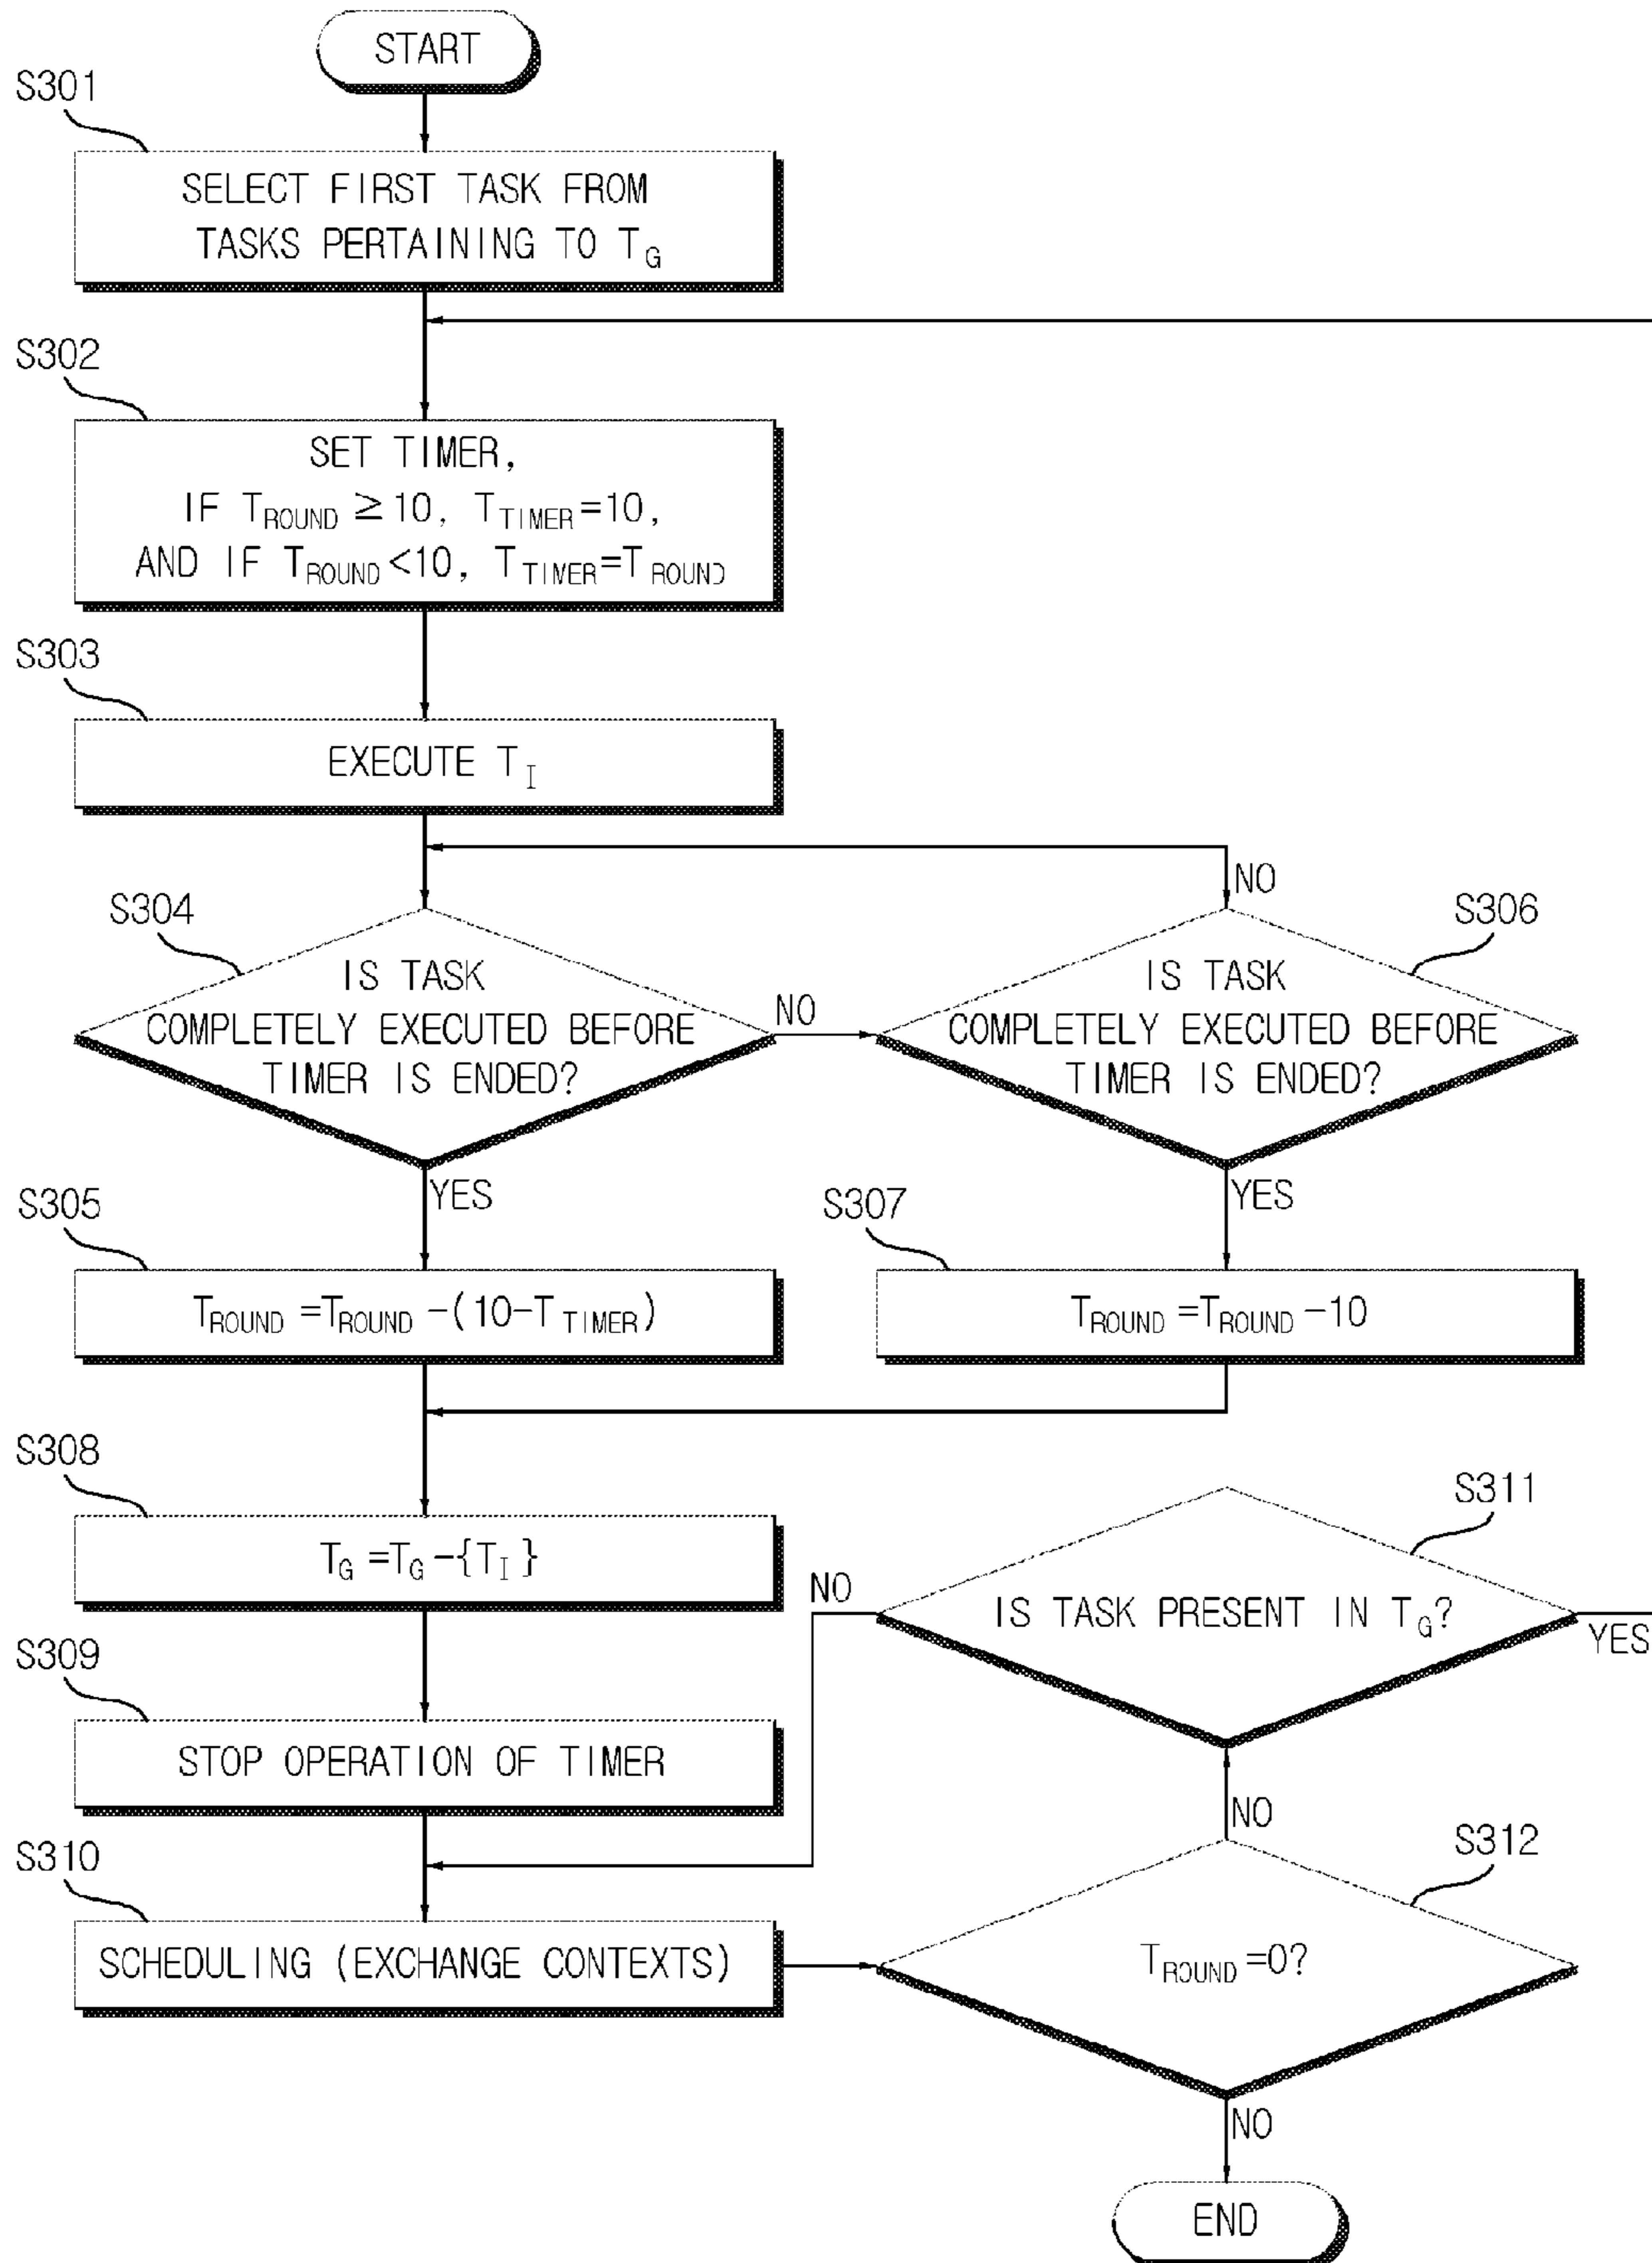 START
S301
SELECT FIRST TASK FROM
TASKS PERTAINING TO T_G
S302
SET TIMER,
IF T_ROUND ≥ 10, T_TIMER=10,
AND IF T_ROUND<10, T_TIMER=T_ROUND
S303
EXECUTE T_I
S304
IS TASK
COMPLETELY EXECUTED BEFORE
TIMER IS ENDED?
NO
YES
NO
S306
IS TASK
COMPLETELY EXECUTED BEFORE
TIMER IS ENDED?
YES
S305
T_ROUND=T_ROUND-(10-T_TIMER)
S307
T_ROUND=T_ROUND-10
S308
T_G=T_G-{T_I}
S309
STOP OPERATION OF TIMER
S310
SCHEDULING (EXCHANGE CONTEXTS)
S311
IS TASK PRESENT IN T_G?
NO
YES
NO
S312
T_ROUND=0?
NO
END